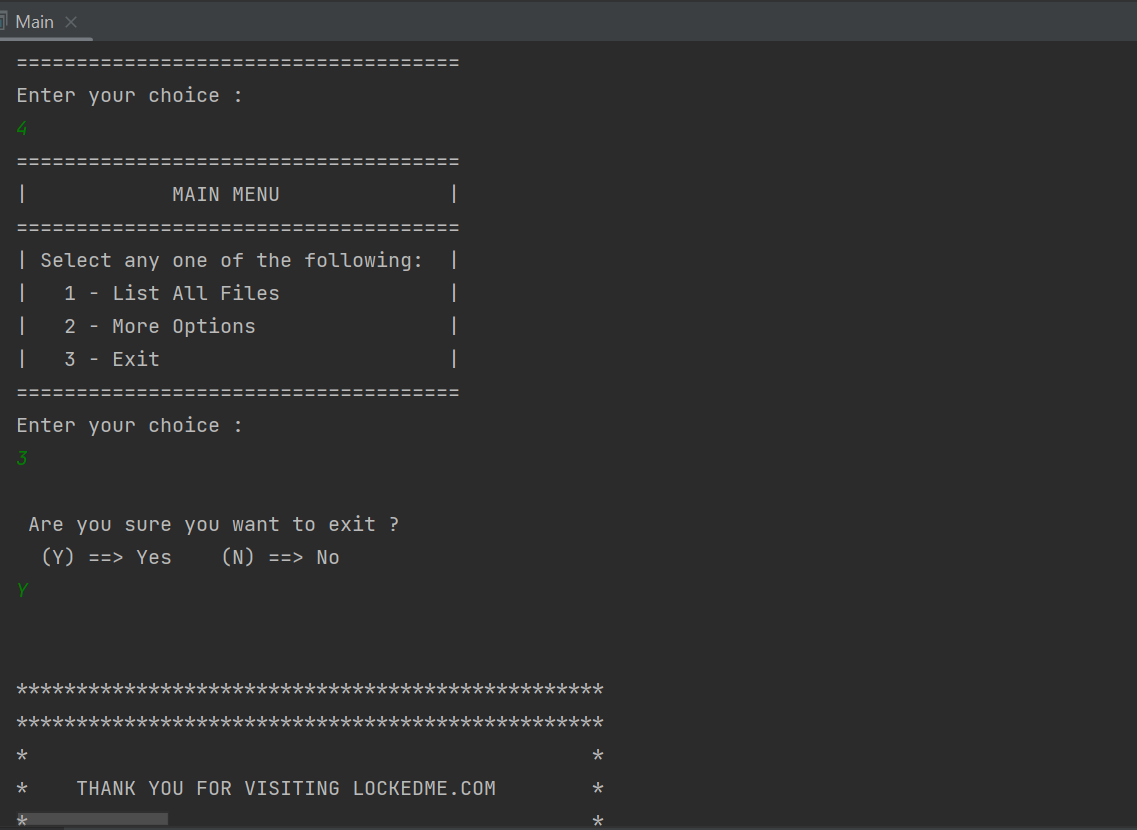 Main
=====================================
Enter your choice :
4
=====================================
|            MAIN MENU              |
=====================================
| Select any one of the following:  |
|   1 - List All Files              |
|   2 - More Options                |
|   3 - Exit                        |
=====================================
Enter your choice :
3
 Are you sure you want to exit ?
  (Y) ==> Yes    (N) ==> No
Y
*************************************************
*************************************************
*                                               *
*    THANK YOU FOR VISITING LOCKEDME.COM        *
*                                               *